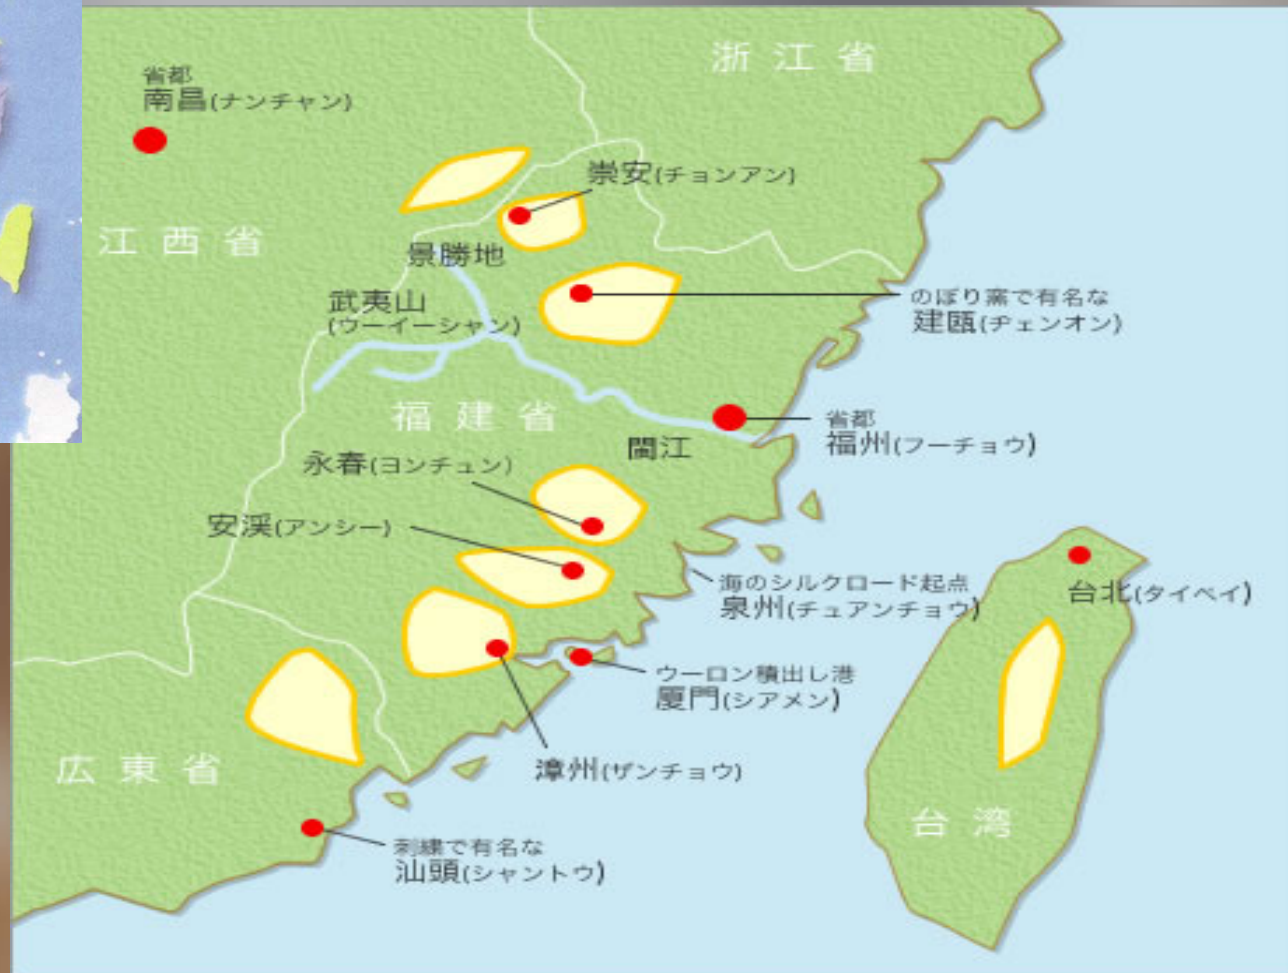 浙江省
省都
南昌(ナンチャン)
崇安(チョンアン)
江西省
景勝地
武夷山
(ウーイーシャン)
のぼり窯で有名な
建甌(ヂェンオン)
福建省
省都
福州(フーチョウ)
閩江
永春(ヨンチュン)
安渓(アンシー)
海のシルクロード起点
泉州(チュアンチョウ)
台北(タイペイ)
ウーロン積出し港
厦門(シアメン)
広東省
漳州(ザンチョウ)
台湾
刺繍で有名な
汕頭(シャントウ)